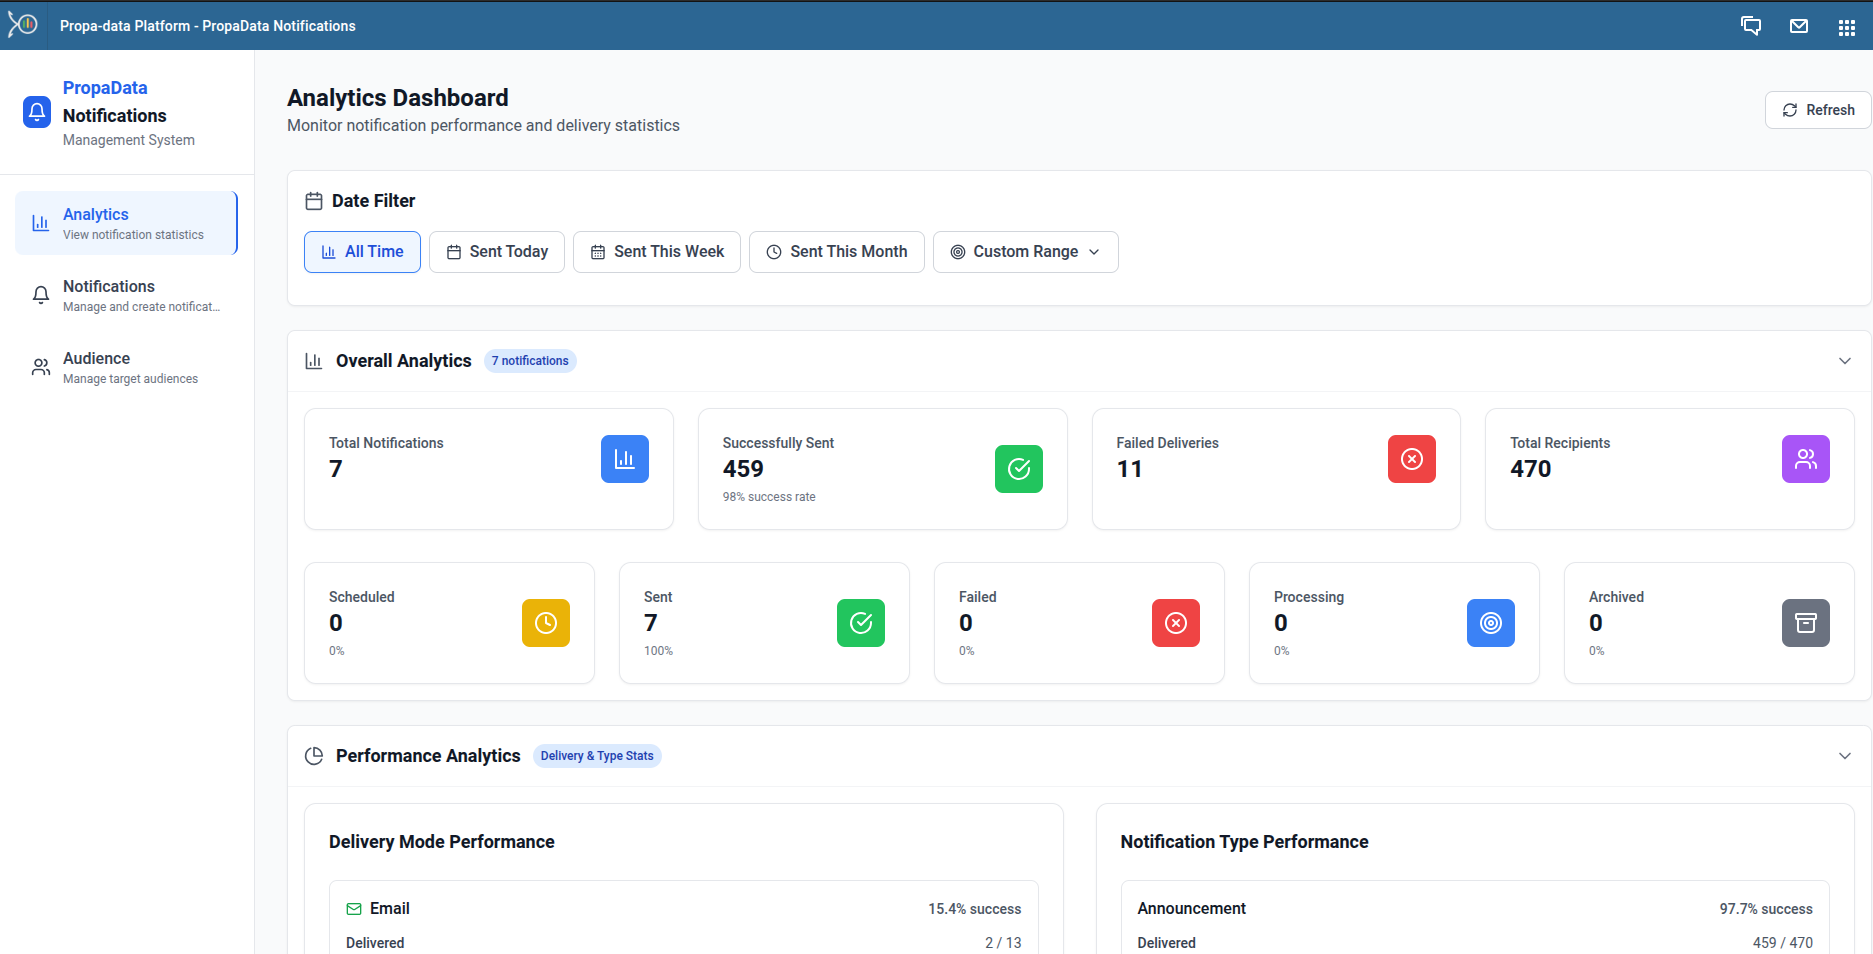 Propa-data Platform - PropaData Notifications
PropaData
Notifications
Management System
Analytics
View notification statistics
Notifications
Manage and create notificat...
Audience
Manage target audiences
Analytics Dashboard
Monitor notification performance and delivery statistics
Refresh
Date Filter
All Time
Sent Today
Sent This Week
Sent This Month
Custom Range
Overall Analytics
7 notifications
Total Notifications
7
Successfully Sent
459
98% success rate
Failed Deliveries
11
Total Recipients
470
Scheduled
0
0%
Sent
7
100%
Failed
0
0%
Processing
0
0%
Archived
0
0%
Performance Analytics
Delivery & Type Stats
Delivery Mode Performance
Email
15.4% success
Delivered
2 / 13
Notification Type Performance
Announcement
97.7% success
Delivered
459 / 470